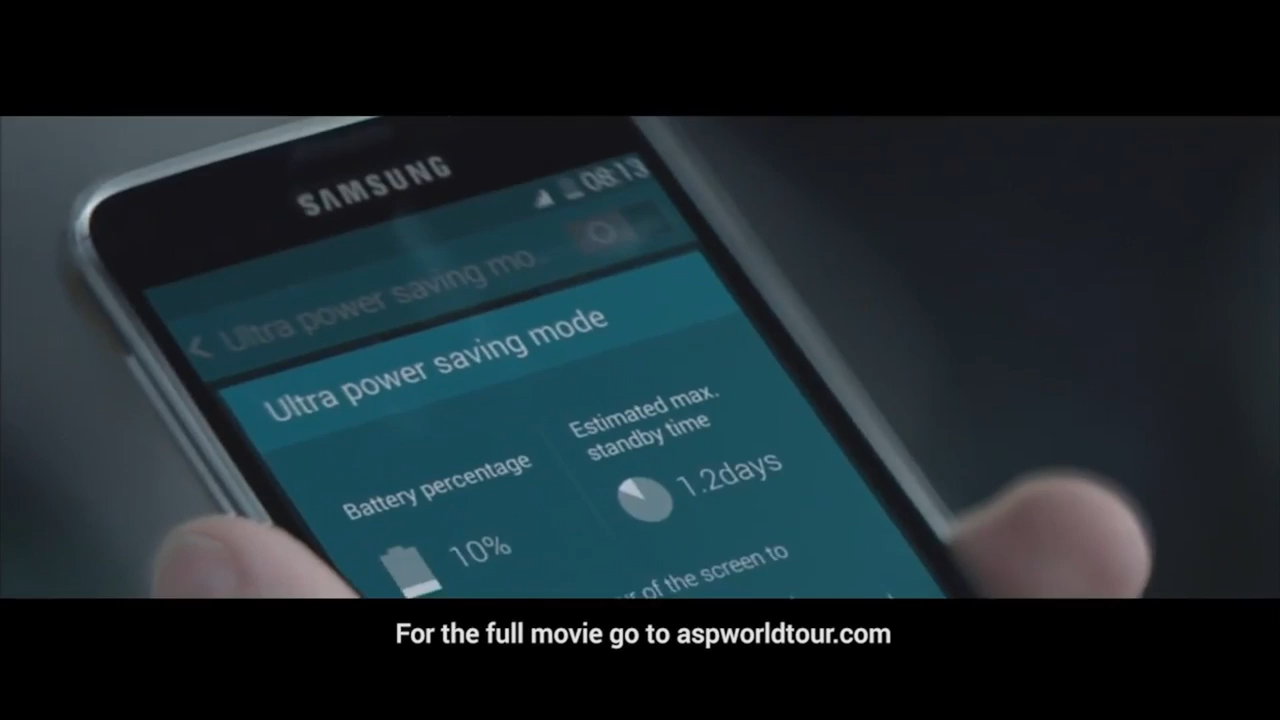 SAMSUNG
08:13
Ultra power saving mo...
Ultra power saving mode
Estimated max.
standby time
1.2days
Battery percentage
10%
of the screen to
For the full movie go to aspworldtour.com